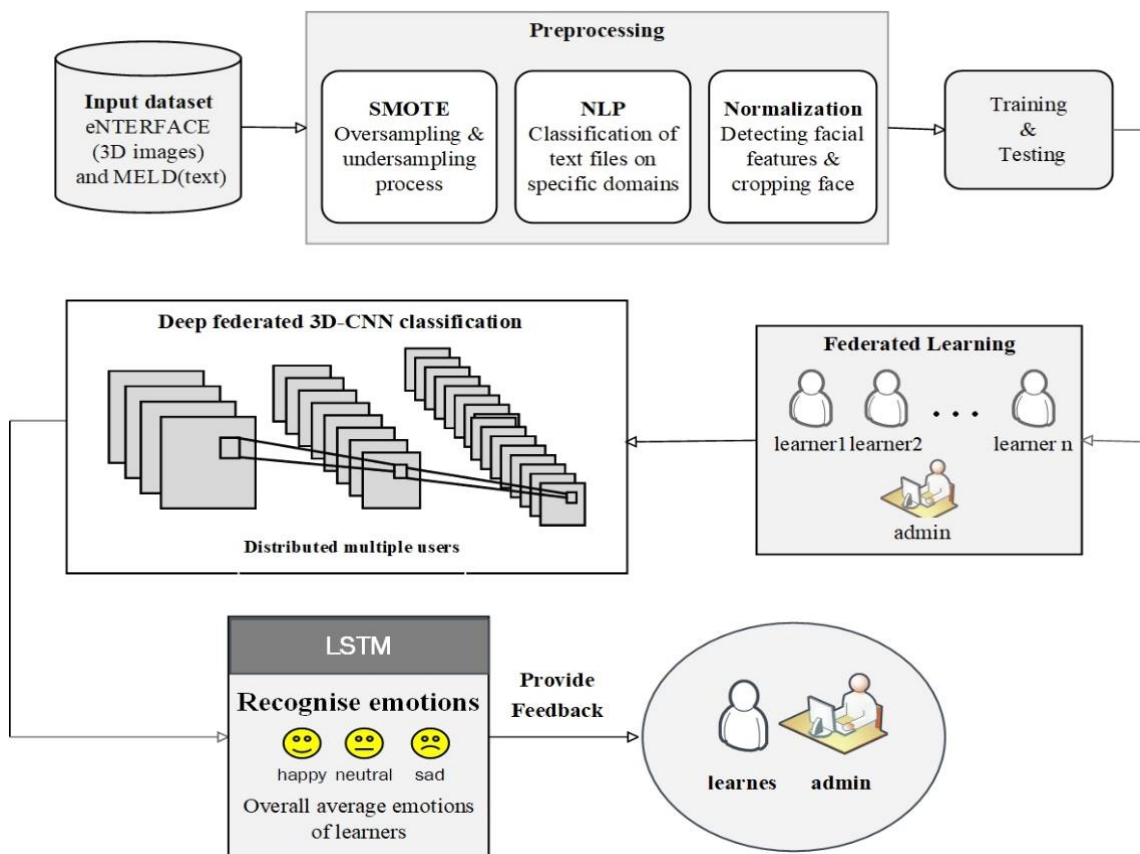 Preprocessing
Input dataset
eNTERFACE
(3D images)
and MELD(text)
SMOTE
Oversampling &
undersampling
process
NLP
Classification of
text files on
specific domains
Normalization
Detecting facial
features &
cropping face
Training
&
Testing
Deep federated 3D-CNN classification
Distributed multiple users
Federated Learning
learner1
learner2
...
learner n
admin
LSTM
Recognise emotions
happy neutral sad
Overall average emotions
of learners
Provide
Feedback
learnes
admin